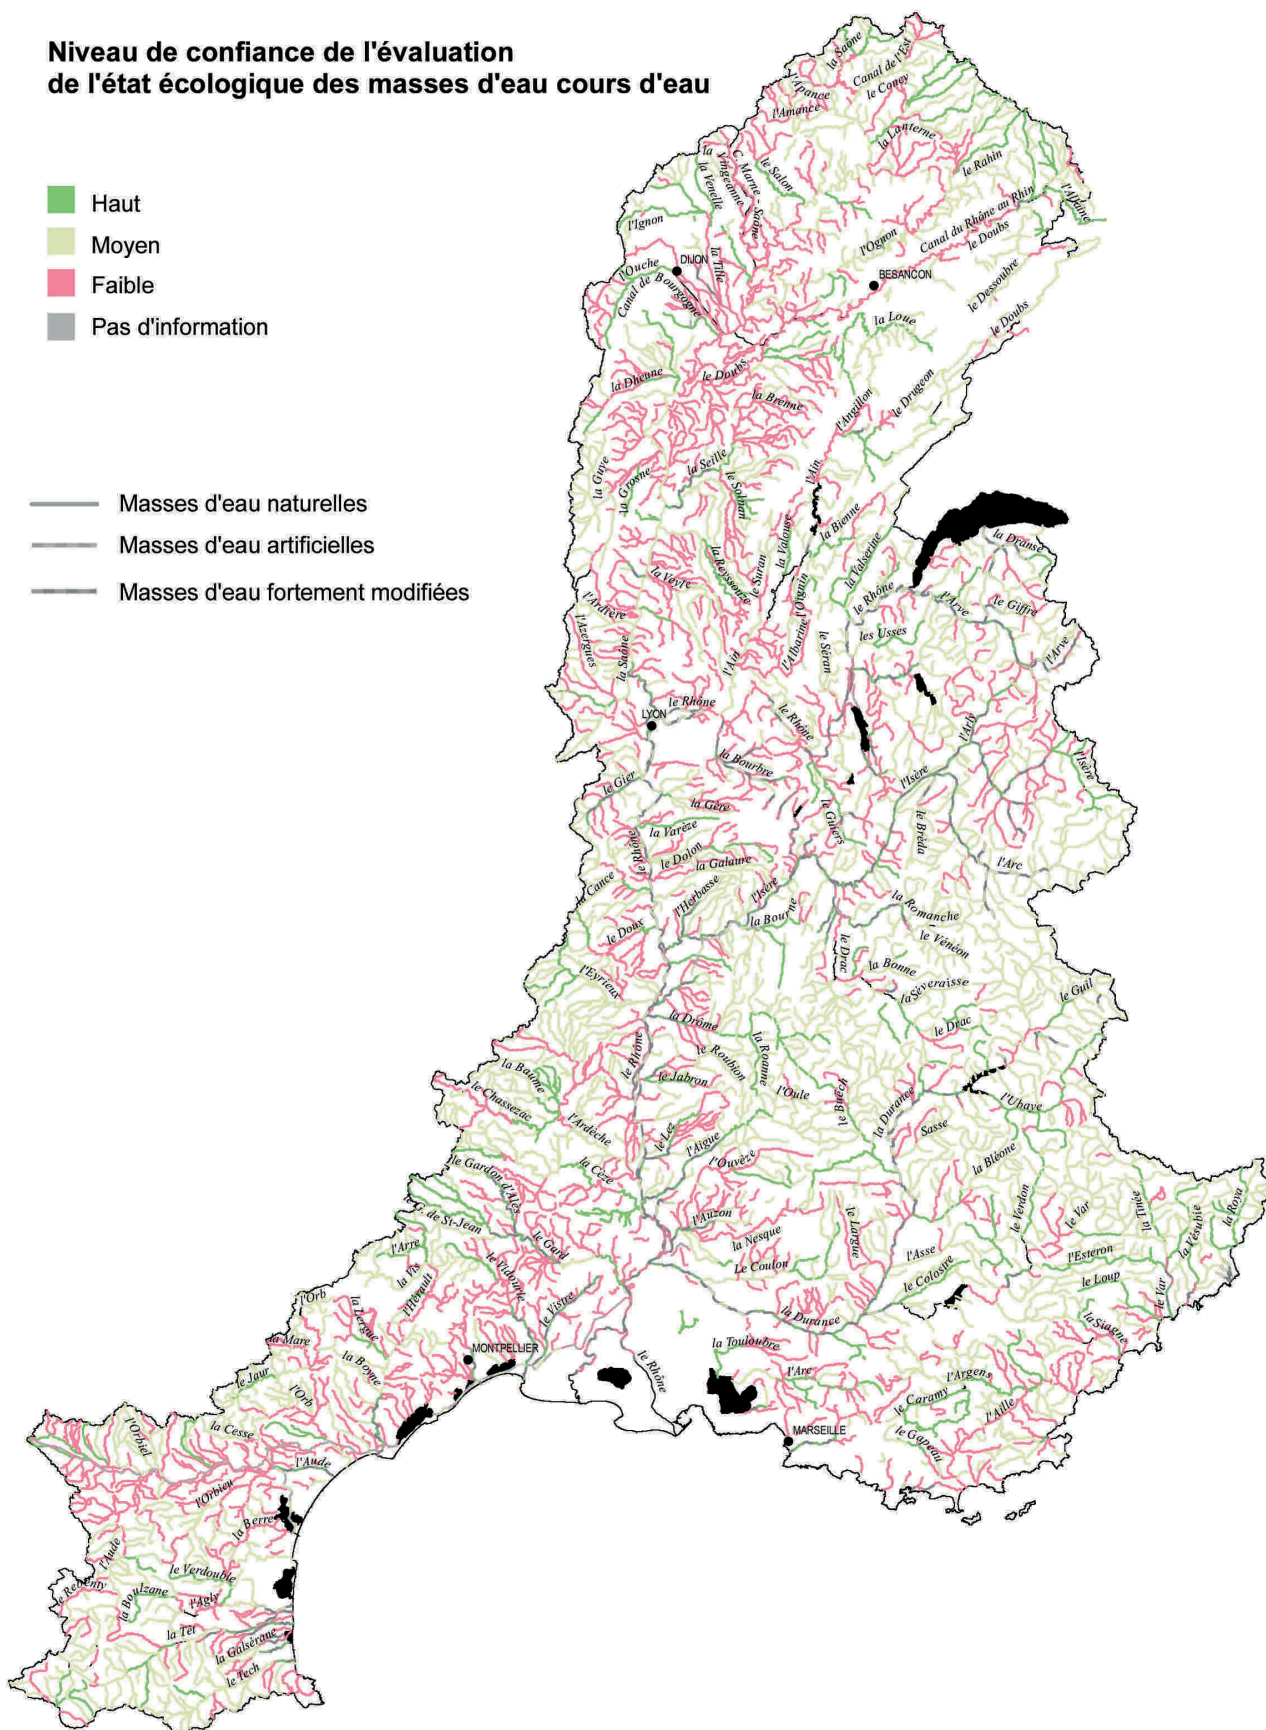 Niveau de confiance de l'évaluation
de l'état écologique des masses d'eau cours d'eau
Haut
Moyen
Faible
Pas d'information
Masses d'eau naturelles
Masses d'eau artificielles
Masses d'eau fortement modifiées
la Saône
Canal de l'Est
l'Apance
le Coney
l'Amance
la Lanterne
la Vingeanne
C. Marne - Saône
le Salon
la Venelle
le Rahin
l'Allaine
l'Ignon
l'Ognon
Canal du Rhône au Rhin
le Doubs
la Tille
DIJON
l'Ouche
Canal de Bourgogne
BESANCON
le Dessoubre
le Doubs
la Loue
la Dheune
le Doubs
la Brenne
l'Angillon
le Drugeon
la Guye
la Grosne
la Seille
le Solnan
l'Ain
la Bienne
la Valouse
la Valserine
la Dranse
la Reyssouze
le Suran
la Veyle
l'Oignin
le Rhône
l'Arve
le Giffre
l'Ardière
l'Azergues
la Saône
l'Ain
l'Albarine
le Séran
les Usses
l'Arve
le Rhône
LYON
le Rhône
l'Arly
l'Isère
la Bourbre
l'Isère
le Gier
la Gère
le Guiers
le Bréda
la Varèze
le Rhône
le Dolon
la Galaure
l'Arc
la Cance
l'Herbasse
l'Isère
la Bourne
la Romanche
le Doux
le Vénéon
le Drac
la Bonne
la Séveraisse
l'Eyrieux
le Guil
la Drôme
le Drac
le Rhône
la Roanne
le Roubion
la Baume
le Jabron
l'Oule
le Buëch
la Durance
l'Ubaye
le Chassezac
l'Ardèche
le Lez
l'Aigue
Sasse
la Bléone
l'Ouvèze
la Cèze
le Gardon d'Alès
G. de St-Jean
l'Auzon
le Largue
le Verdon
le Var
la Tinée
la Vésubie
la Roya
l'Arre
la Vis
l'Hérault
le Vidourle
le Gard
la Nesque
Le Coulon
l'Asse
le Colostre
l'Esteron
le Loup
le Var
l'Orb
la Lergue
le Vistre
la Durance
la Siagne
la Mare
MONTPELLIER
la Touloubre
le Rhône
l'Arc
l'Argens
le Jaur
la Boyne
l'Orb
le Caramy
l'Aille
l'Orbiel
la Cesse
MARSEILLE
le Gapeau
l'Aude
l'Orbieu
la Berre
l'Aude
le Verdouble
le Rebenty
la Boulzane
l'Agly
la Têt
la Galsérane
le Tech